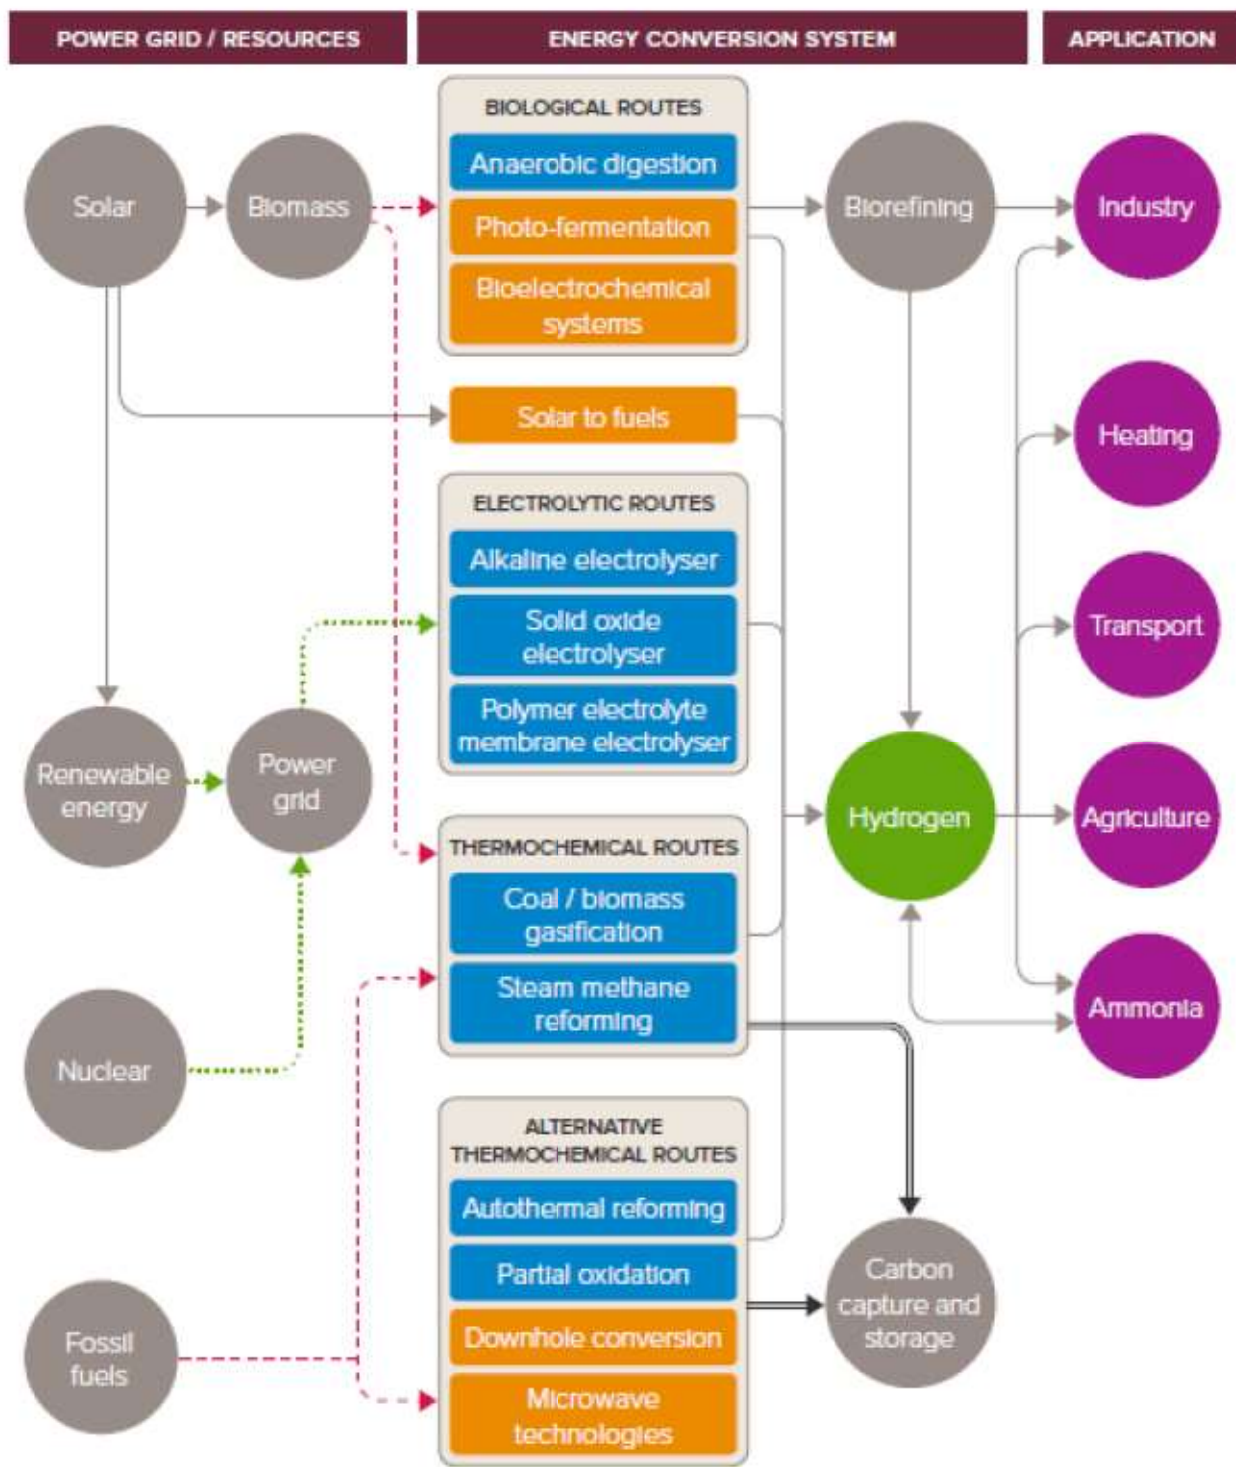 POWER GRID / RESOURCES
ENERGY CONVERSION SYSTEM
APPLICATION
Solar
Biomass
BIOLOGICAL ROUTES
Anaerobic digestion
Photo-fermentation
Bioelectrochemical
systems
Biorefining
Industry
Solar to fuels
Heating
ELECTROLYTIC ROUTES
Alkaline electrolyser
Solid oxide
electrolyser
Polymer electrolyte
membrane electrolyser
Transport
Renewable
energy
Power
grid
Hydrogen
Agriculture
THERMOCHEMICAL ROUTES
Coal / biomass
gasification
Steam methane
reforming
Ammonia
Nuclear
ALTERNATIVE
THERMOCHEMICAL ROUTES
Autothermal reforming
Partial oxidation
Downhole conversion
Microwave
technologies
Carbon
capture and
storage
Fossil
fuels